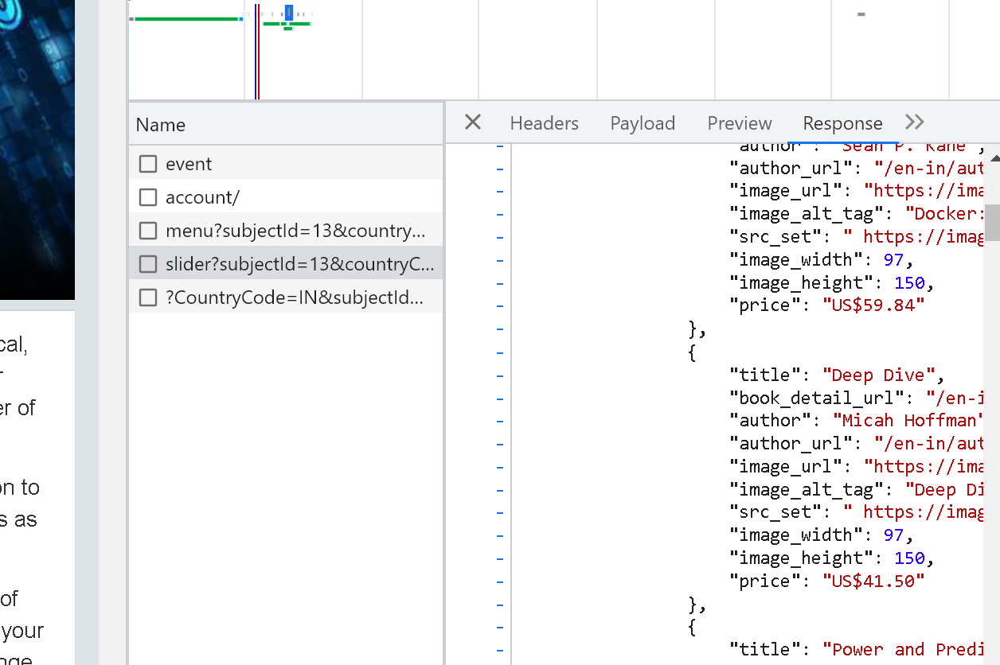 cal,
er of
on to
s as
of
your
nge
Name
event
account/
menu?subjectId=13&country...
slider?subjectId=13&countryC...
?CountryCode=IN&subjectId...
Headers Payload Preview Response
"author": "Sean P. Kane",
"author_url": "/en-in/aut
"image_url": "https://ima
"image_alt_tag": "Docker:
"src_set": " https://imag
"image_width": 97,
"image_height": 150,
"price": "US$59.84"
},
{
"title": "Deep Dive",
"book_detail_url": "/en-i
"author": "Micah Hoffman"
"author_url": "/en-in/aut
"image_url": "https://ima
"image_alt_tag": "Deep Di
"src_set": " https://imag
"image_width": 97,
"image_height": 150,
"price": "US$41.50"
},
{
"title": "Power and Predi